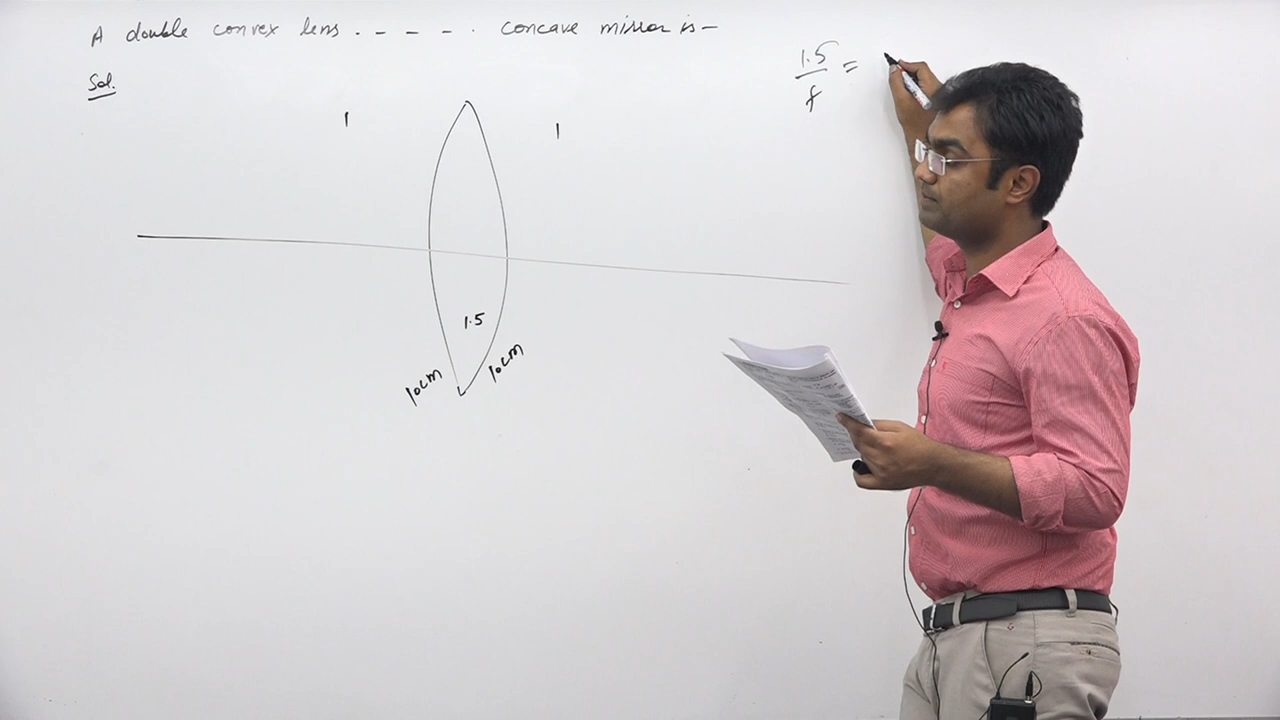 A double convex lens - - - - . concave mirror is -
Sol.
1.5
f
=
1
1
1.5
10cm
10cm